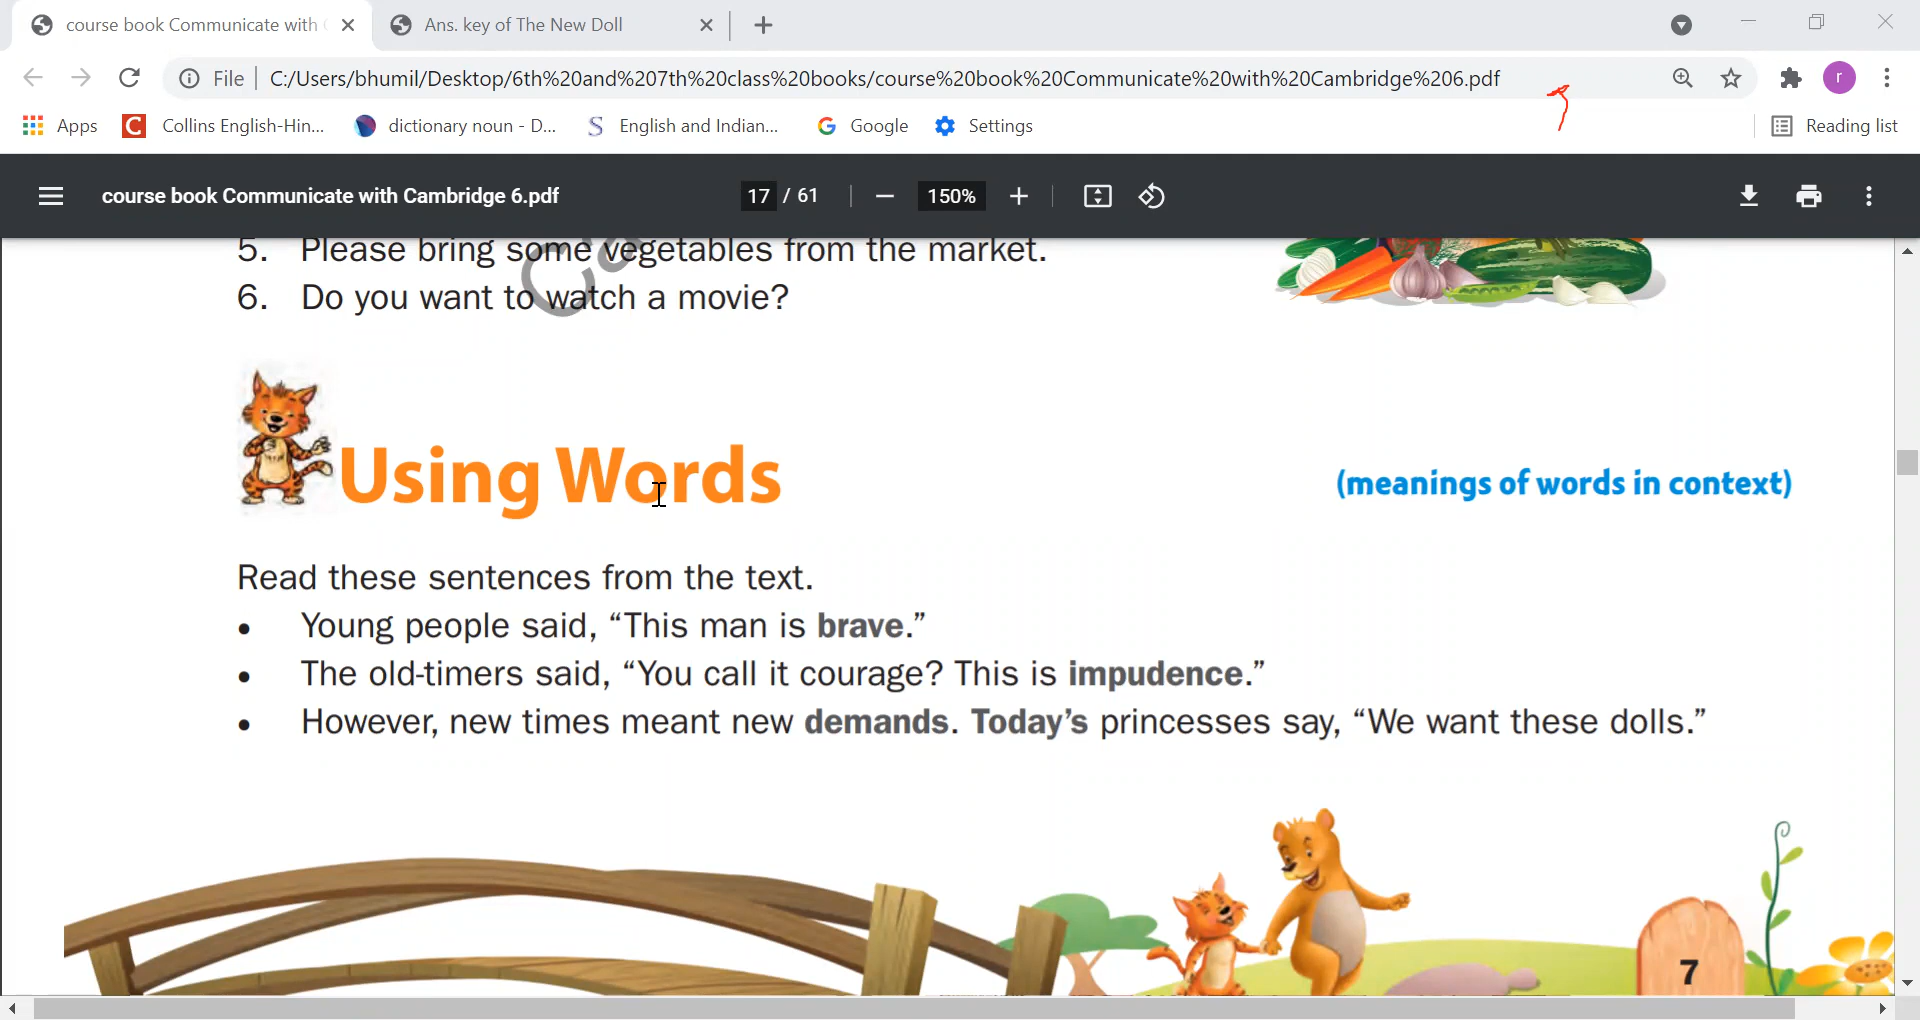 course book Communicate with
Ans. key of The New Doll
File
C:/Users/bhumil/Desktop/6th%20and%207th%20class%20books/course%20book%20Communicate%20with%20Cambridge%206.pdf
r
Apps
Collins English-Hin...
dictionary noun - D...
English and Indian...
Google
Settings
Reading list
course book Communicate with Cambridge 6.pdf
17 / 61
150%
5. Please bring some vegetables from the market.
6. Do you want to watch a movie?
Using Words
(meanings of words in context)
Read these sentences from the text.
• Young people said, “This man is brave.”
• The old-timers said, “You call it courage? This is impudence.”
• However, new times meant new demands. Today’s princesses say, “We want these dolls.”
7